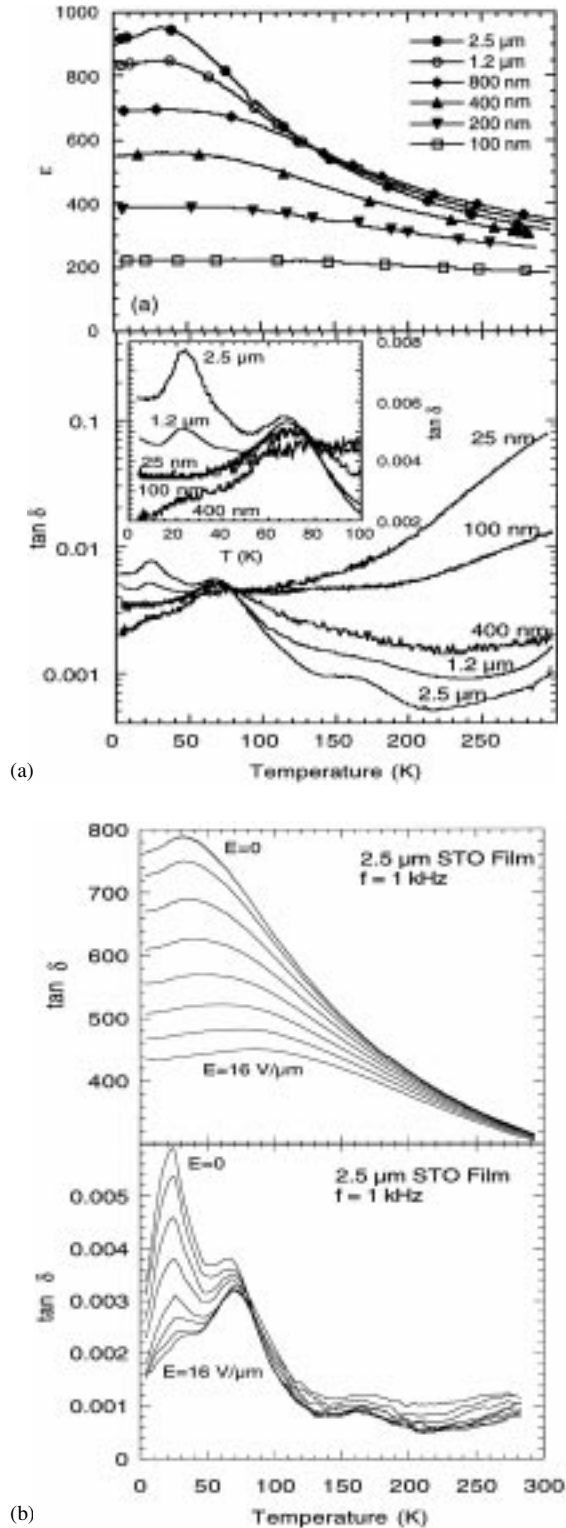 1000
800
600
400
200
0
ε
2.5 μm
1.2 μm
800 nm
400 nm
200 nm
100 nm
(a)
0.1
0.01
0.001
tan δ
2.5 μm
1.2 μm
25 nm
100 nm
400 nm
0.008
0.006
0.004
0.002
tan δ
0 20 40 60 80 100
T (K)
25 nm
100 nm
400 nm
1.2 μm
2.5 μm
0 50 100 150 200 250
Temperature (K)
(a)
800
700
600
500
400
tan δ
E=0
2.5 μm STO Film
f = 1 kHz
E=16 V/μm
0.005
0.004
0.003
0.002
0.001
0
tan δ
E=0
2.5 μm STO Film
f = 1 kHz
E=16 V/μm
0 50 100 150 200 250 300
Temperature (K)
(b)